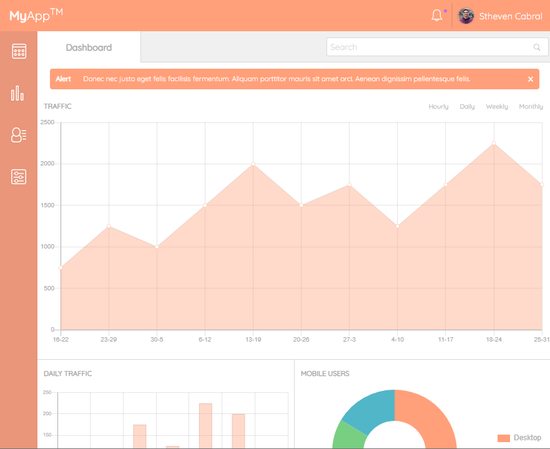 MyApp™
Stheven Cabral
Dashboard
Search
Alert Donec nec justo eget felis facilisis fermentum. Aliquam porttitor mauris sit amet orci. Aenean dignissim pellentesque felis. x
TRAFFIC
Hourly Daily Weekly Monthly
2500
2000
1500
1000
500
0
16-22 23-29 30-5 6-12 13-19 20-26 27-3 4-10 11-17 18-24 25-31
DAILY TRAFFIC
250
200
150
100
MOBILE USERS
Desktop